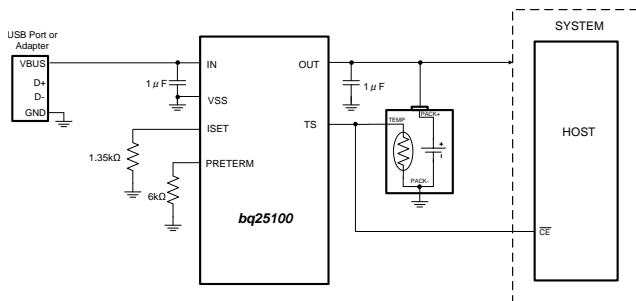 SYSTEM
USB Port or
Adapter
VBUS
D+
D-
GND
1 μF
IN
VSS
ISET
PRETERM
1.35kΩ
6kΩ
bq25100
OUT
TS
1 μF
TEMP
PACK+
+
PACK-
HOST
CE